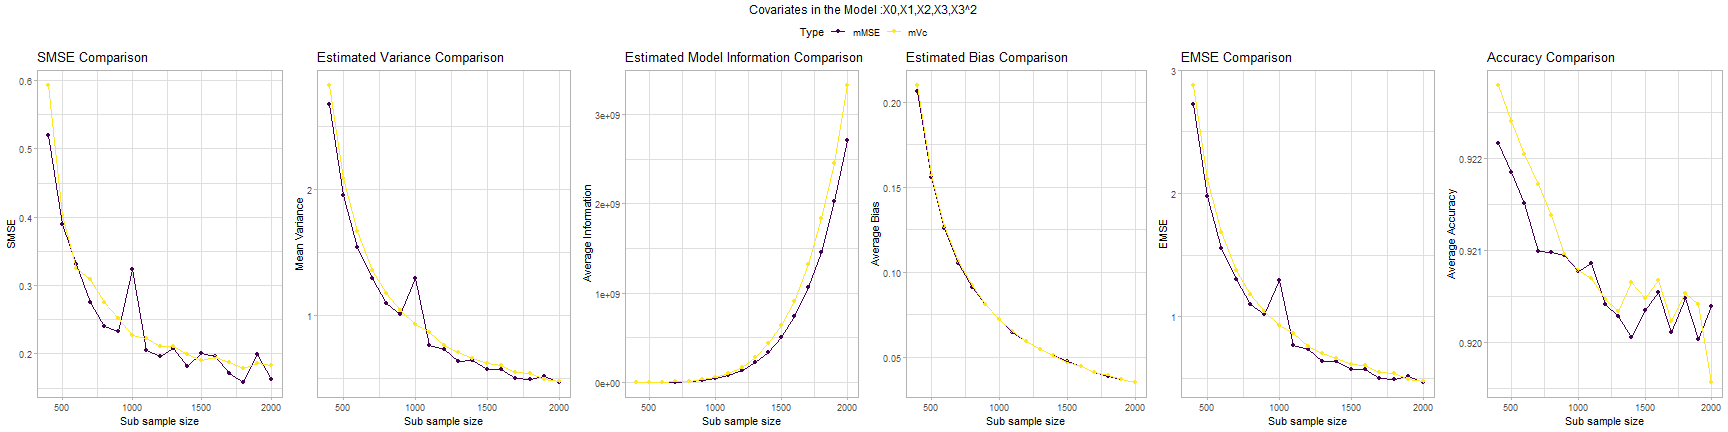 Covariates in the Model :X0,X1,X2,X3,X3^2
Type mMSE mVc
SMSE Comparison
0.6
0.5
0.4
0.3
0.2
SMSE
500 1000 1500 2000
Sub sample size
Estimated Variance Comparison
2
1
Mean Variance
500 1000 1500 2000
Sub sample size
Estimated Model Information Comparison
3e+09
2e+09
1e+09
0e+00
Average Information
500 1000 1500 2000
Sub sample size
Estimated Bias Comparison
0.20
0.15
0.10
0.05
Average Bias
500 1000 1500 2000
Sub sample size
EMSE Comparison
3
2
1
EMSE
500 1000 1500 2000
Sub sample size
Accuracy Comparison
0.922
0.921
0.920
Average Accuracy
500 1000 1500 2000
Sub sample size